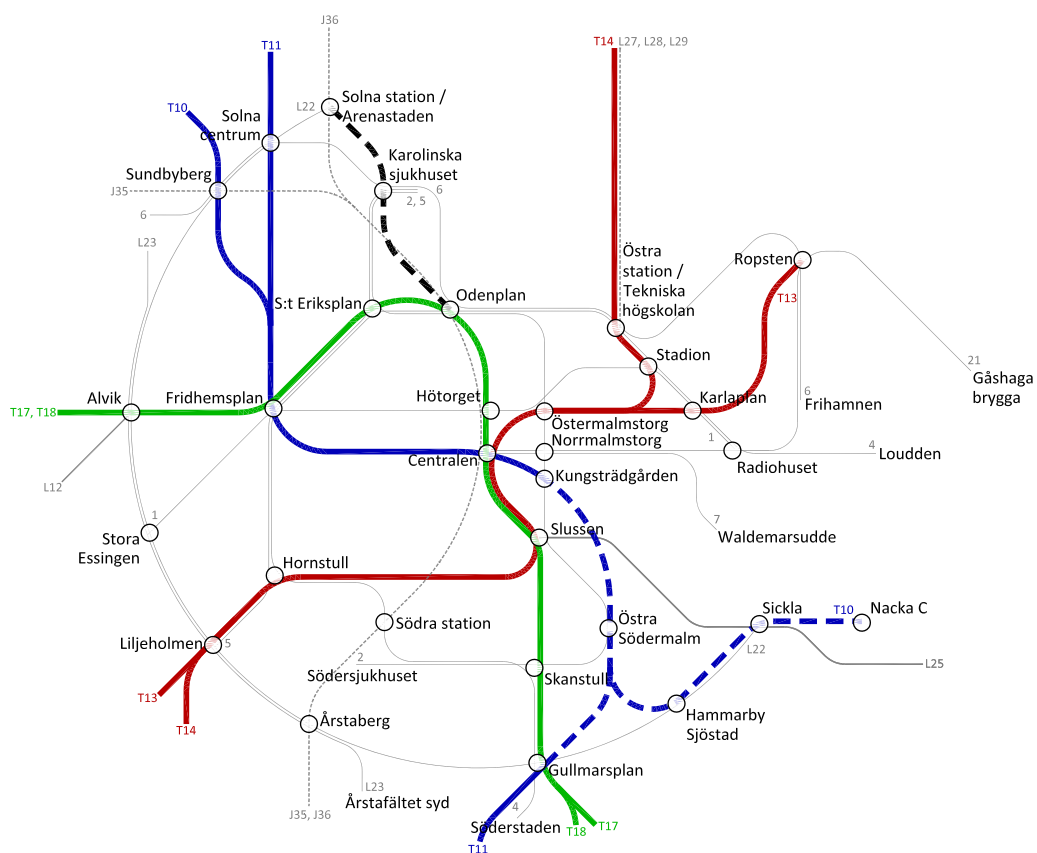 J36
T11
T14
L27, L28, L29
T10
L22
Solna station /
Arenastaden
Solna
centrum
Karolinska
sjukhuset
Sundbyberg
J35
6
2, 5
6
L23
Östra
station /
Tekniska
högskolan
Ropsten
T13
S:t Eriksplan
Odenplan
Stadion
21
Gåshaga
brygga
Alvik
T17, T18
Fridhemsplan
Hötorget
Karlaplan
6
Frihamnen
Östermalmstorg
Norrmalmstorg
1
4
Loudden
Radiohuset
Centralen
Kungsträdgården
L12
1
Stora
Essingen
7
Waldemarsudde
Slussen
Hornstull
Sickla
T10
Nacka C
Södra station
Östra
Södermalm
Liljeholmen
5
L22
L25
2
Södersjukhuset
Skanstull
T13
T14
Årstaberg
Hammarby
Sjöstad
Gullmarsplan
L23
Årstafältet syd
J35, J36
4
Söderstaden
T18
T17
T11